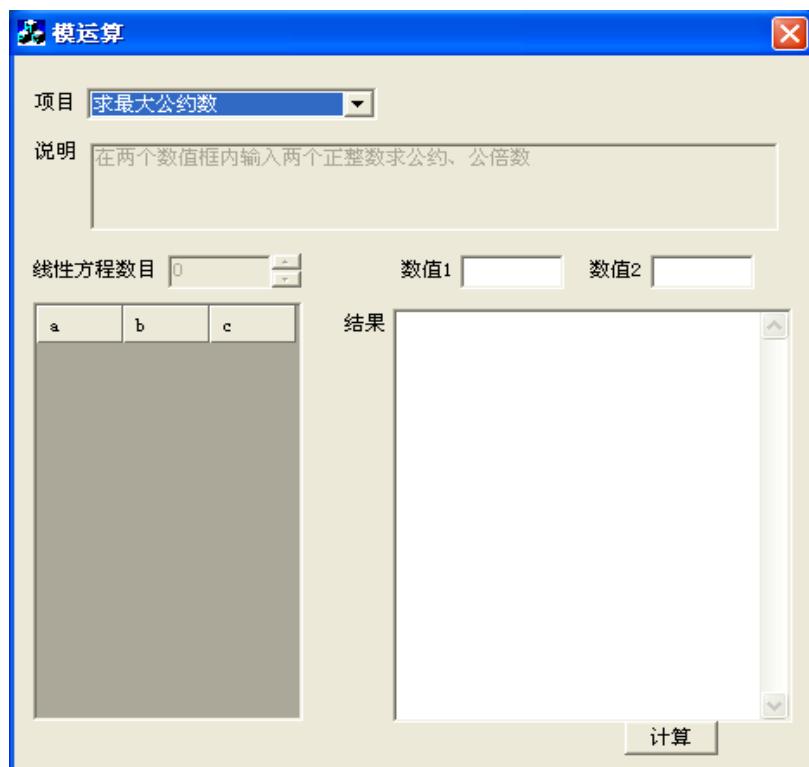 模运算
项目 求最大公约数
说明 在两个数值框内输入两个正整数求公约、公倍数
线性方程数目 0 数值1 数值2
a b c 结果
计算